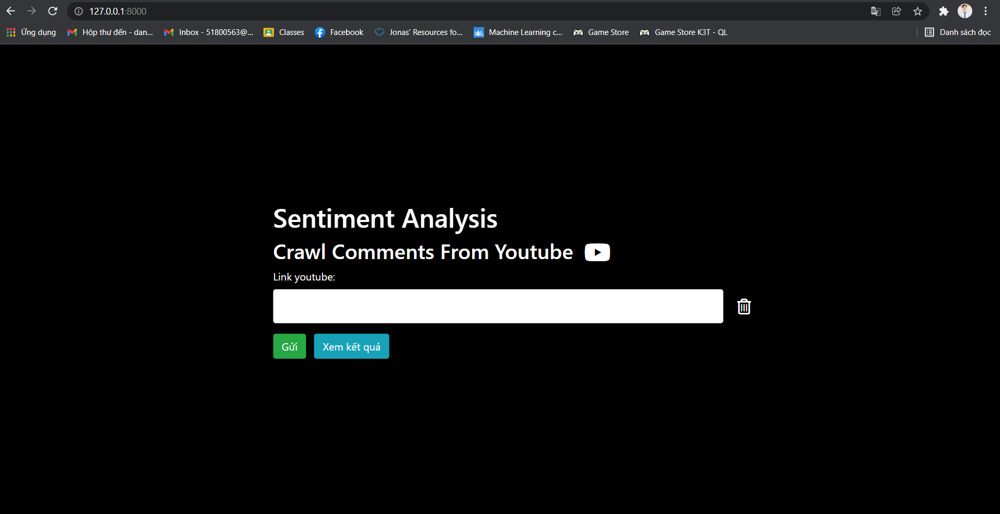 127.0.0.1:8000
Ứng dụng Hộp thư đến - dan... Inbox - 51800563@... Classes Facebook Jonas' Resources fo... Machine Learning c... Game Store Game Store K3T - QL Danh sách đọc
Sentiment Analysis
Crawl Comments From Youtube
Link youtube:
Gửi Xem kết quả